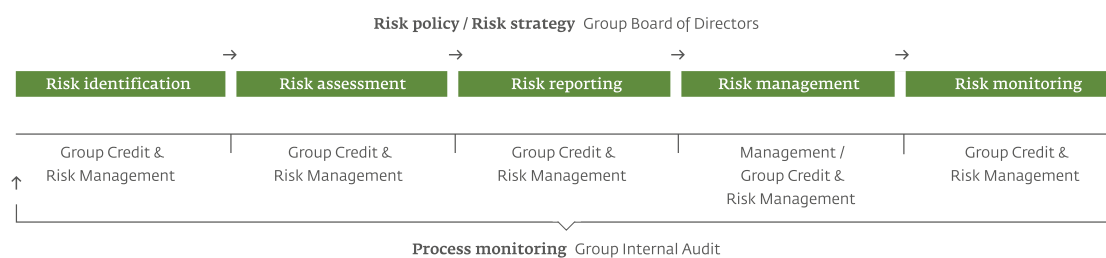 Risk policy / Risk strategy Group Board of Directors
Risk identification
Risk assessment
Risk reporting
Risk management
Risk monitoring
Group Credit &
Risk Management
Group Credit &
Risk Management
Group Credit &
Risk Management
Management /
Group Credit &
Risk Management
Group Credit &
Risk Management
Process monitoring Group Internal Audit